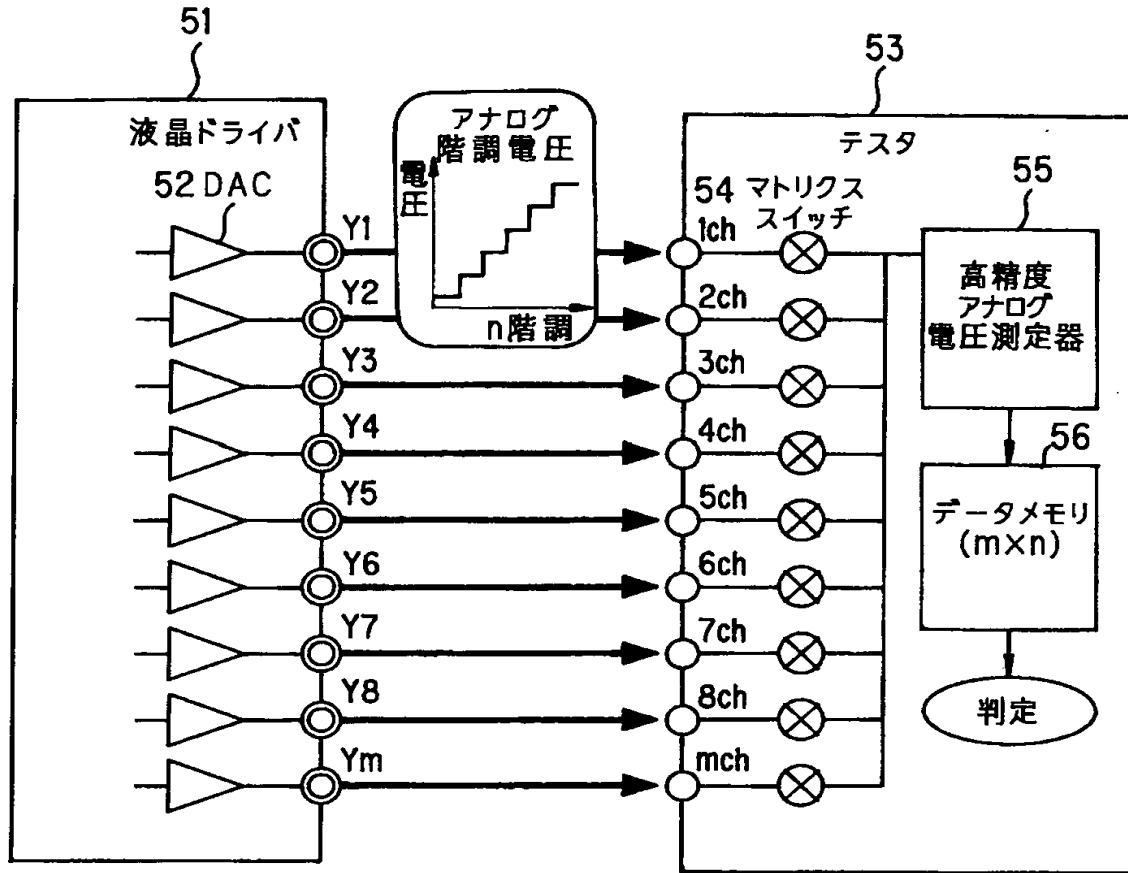 51
液晶ドライバ
52 DAC
アナログ
階調電圧
電圧
n階調
Y1
Y2
Y3
Y4
Y5
Y6
Y7
Y8
Ym
53
テスタ
54 マトリクス
スイッチ
1ch
2ch
3ch
4ch
5ch
6ch
7ch
8ch
mch
55
高精度
アナログ
電圧測定器
56
データメモリ
(m×n)
判定